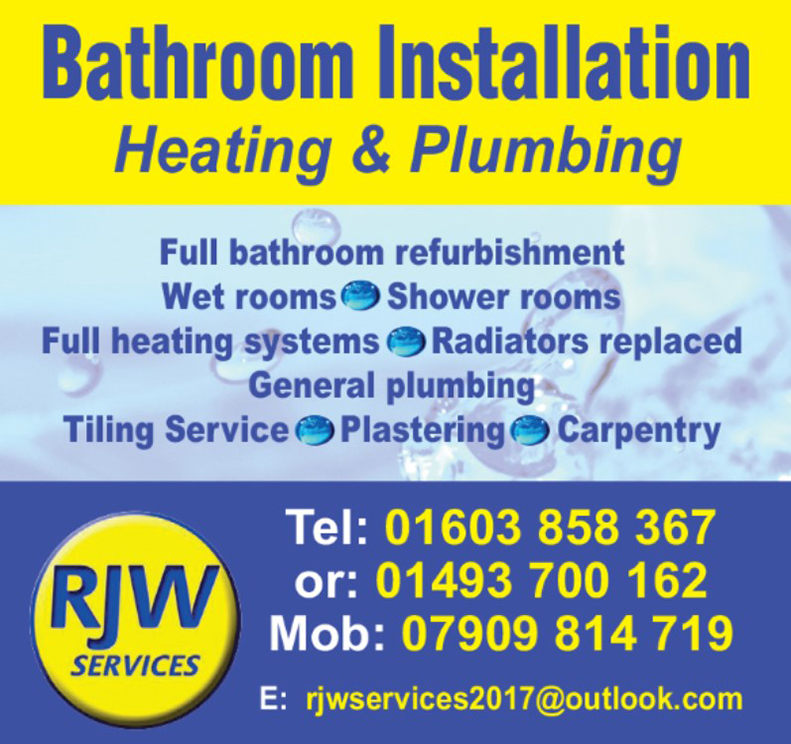 Bathroom Installation
Heating & Plumbing
Full bathroom refurbishment
Wet rooms Shower rooms
Full heating systems Radiators replaced
General plumbing
Tiling Service Plastering Carpentry
RJW
SERVICES
Tel: 01603 858 367
or: 01493 700 162
Mob: 07909 814 719
E: rjwservices2017@outlook.com